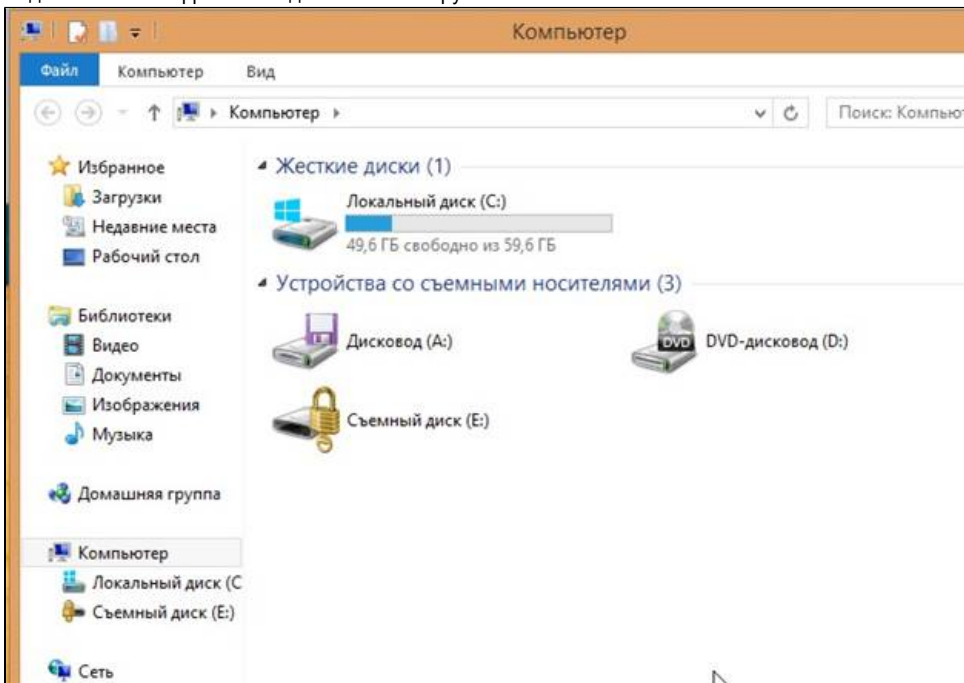 Компьютер
Файл Компьютер Вид
Компьютер
Поиск: Компьют
Избранное
Загрузки
Недавние места
Рабочий стол
Библиотеки
Видео
Документы
Изображения
Музыка
Домашняя группа
Компьютер
Локальный диск (C
Съемный диск (E:)
Сеть
Жесткие диски (1)
Локальный диск (C:)
49,6 ГБ свободно из 59,6 ГБ
Устройства со съемными носителями (3)
Дисковод (A:)
DVD
DVD-дисковод (D:)
Съемный диск (E:)